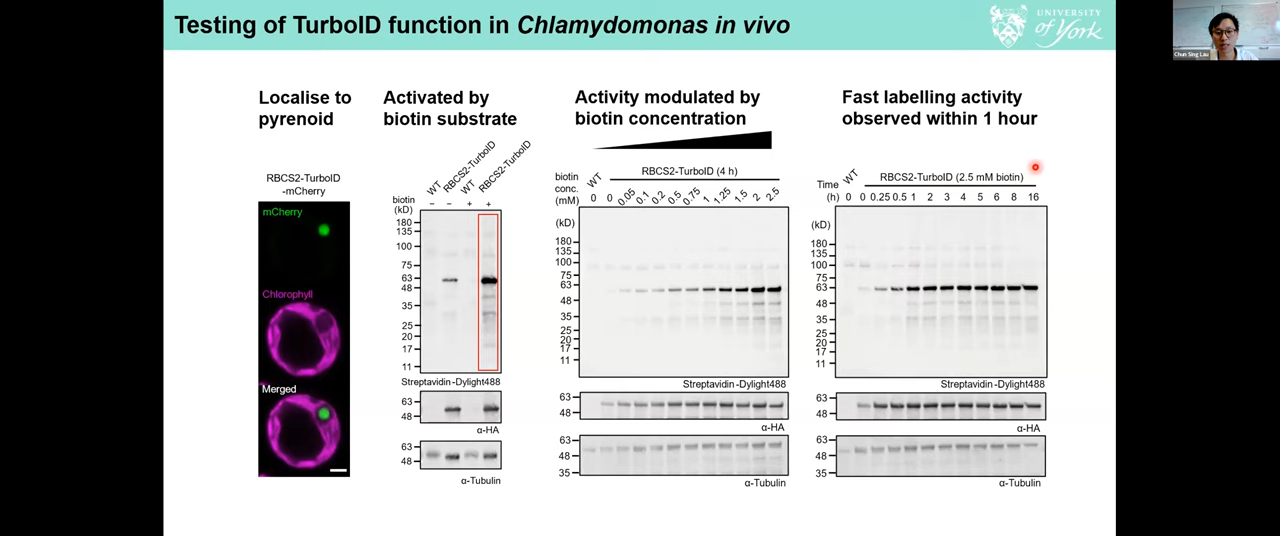 Testing of TurboID function in Chlamydomonas in vivo
UNIVERSITY
of York
Chun Sing Lau
Localise to
pyrenoid
RBCS2-TurboID
-mCherry
mCherry
Chlorophyll
Merged
Activated by
biotin substrate
WT RBCS2-TurboID WT RBCS2-TurboID
biotin - - + +
(kD)
180
135
100
75
63
48
35
25
20
17
11
Streptavidin-Dylight488
63
48
α-HA
63
48
α-Tubulin
Activity modulated by
biotin concentration
RBCS2-TurboID (4 h)
biotin
conc.
(mM)
WT
0 0 0.05 0.1 0.2 0.5 0.75 1 1.25 1.5 2 2.5
(kD)
180
135
100
75
63
48
35
25
20
17
11
Streptavidin-Dylight488
63
48
α-HA
63
48
35
α-Tubulin
Fast labelling activity
observed within 1 hour
WT
RBCS2-TurboID (2.5 mM biotin)
Time
(h) 0 0 0.25 0.5 1 2 3 4 5 6 8 16
(kD)
180
135
100
75
63
48
35
25
20
17
11
Streptavidin-Dylight488
63
48
α-HA
63
48
35
α-Tubulin